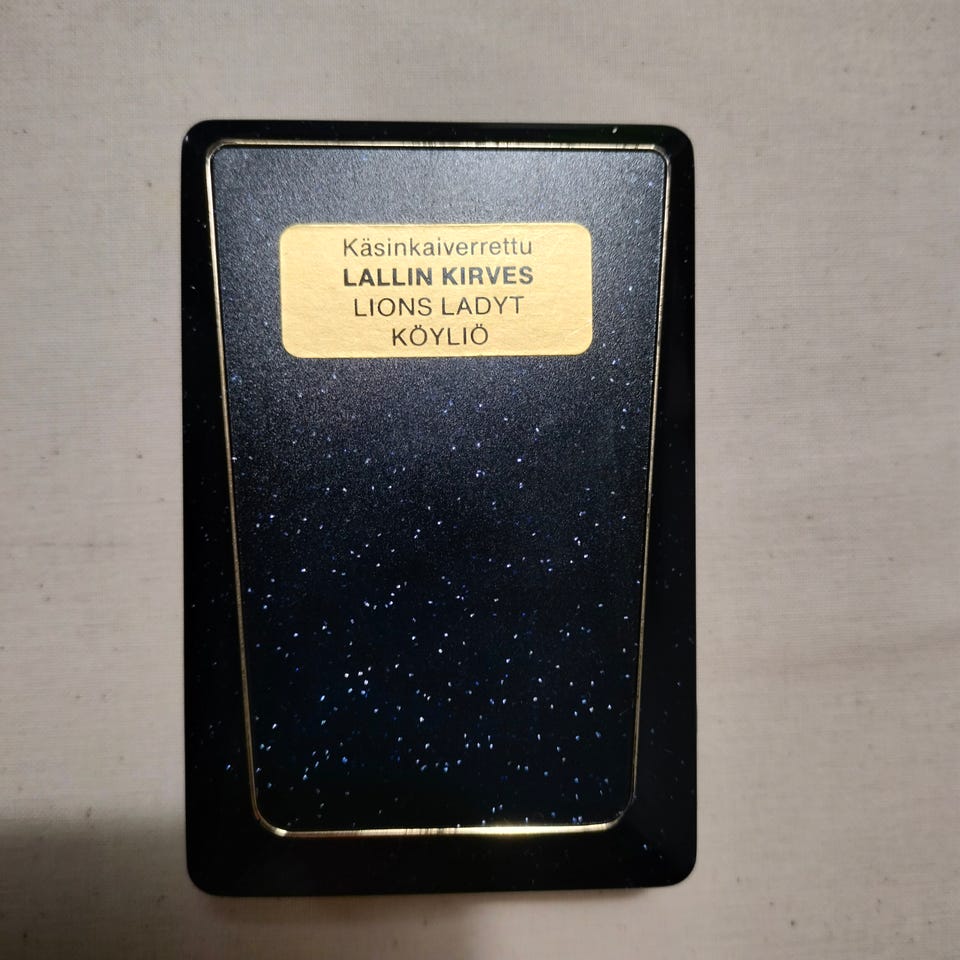 Käsinkaiverrettu
LALLIN KIRVES
LIONS LADYT
KÖYLIÖ